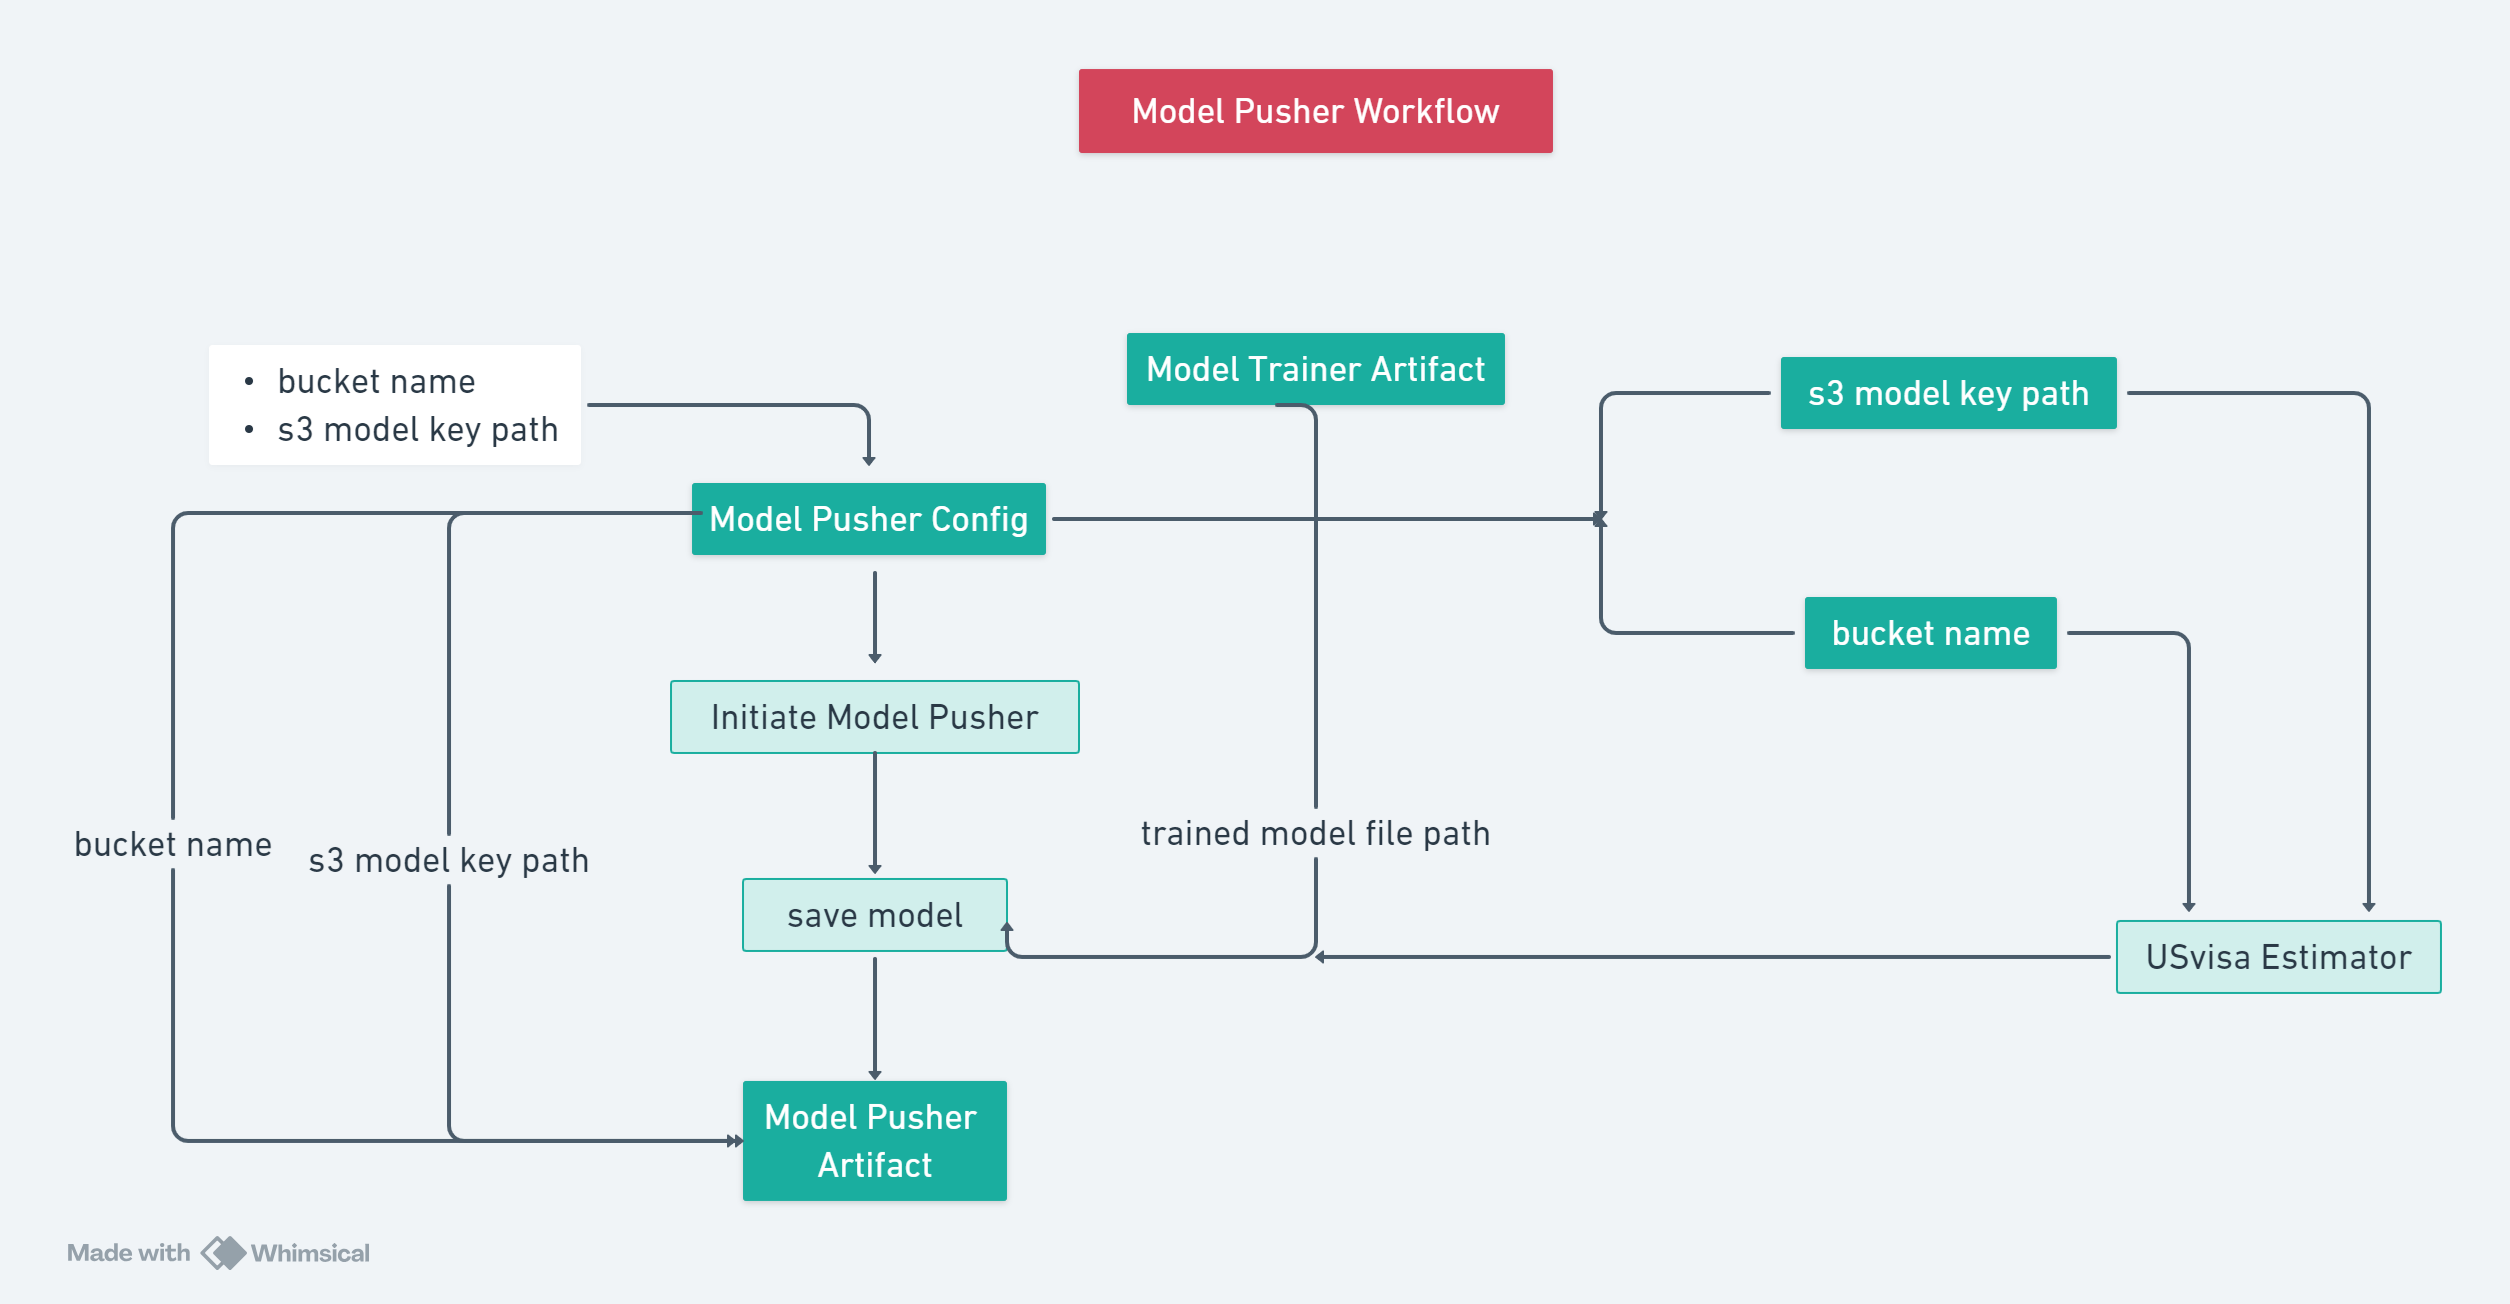 Model Pusher Workflow
• bucket name
• s3 model key path
Model Trainer Artifact
s3 model key path
Model Pusher Config
bucket name
Initiate Model Pusher
bucket name
s3 model key path
trained model file path
save model
USvisa Estimator
Model Pusher
Artifact
Made with Whimsical